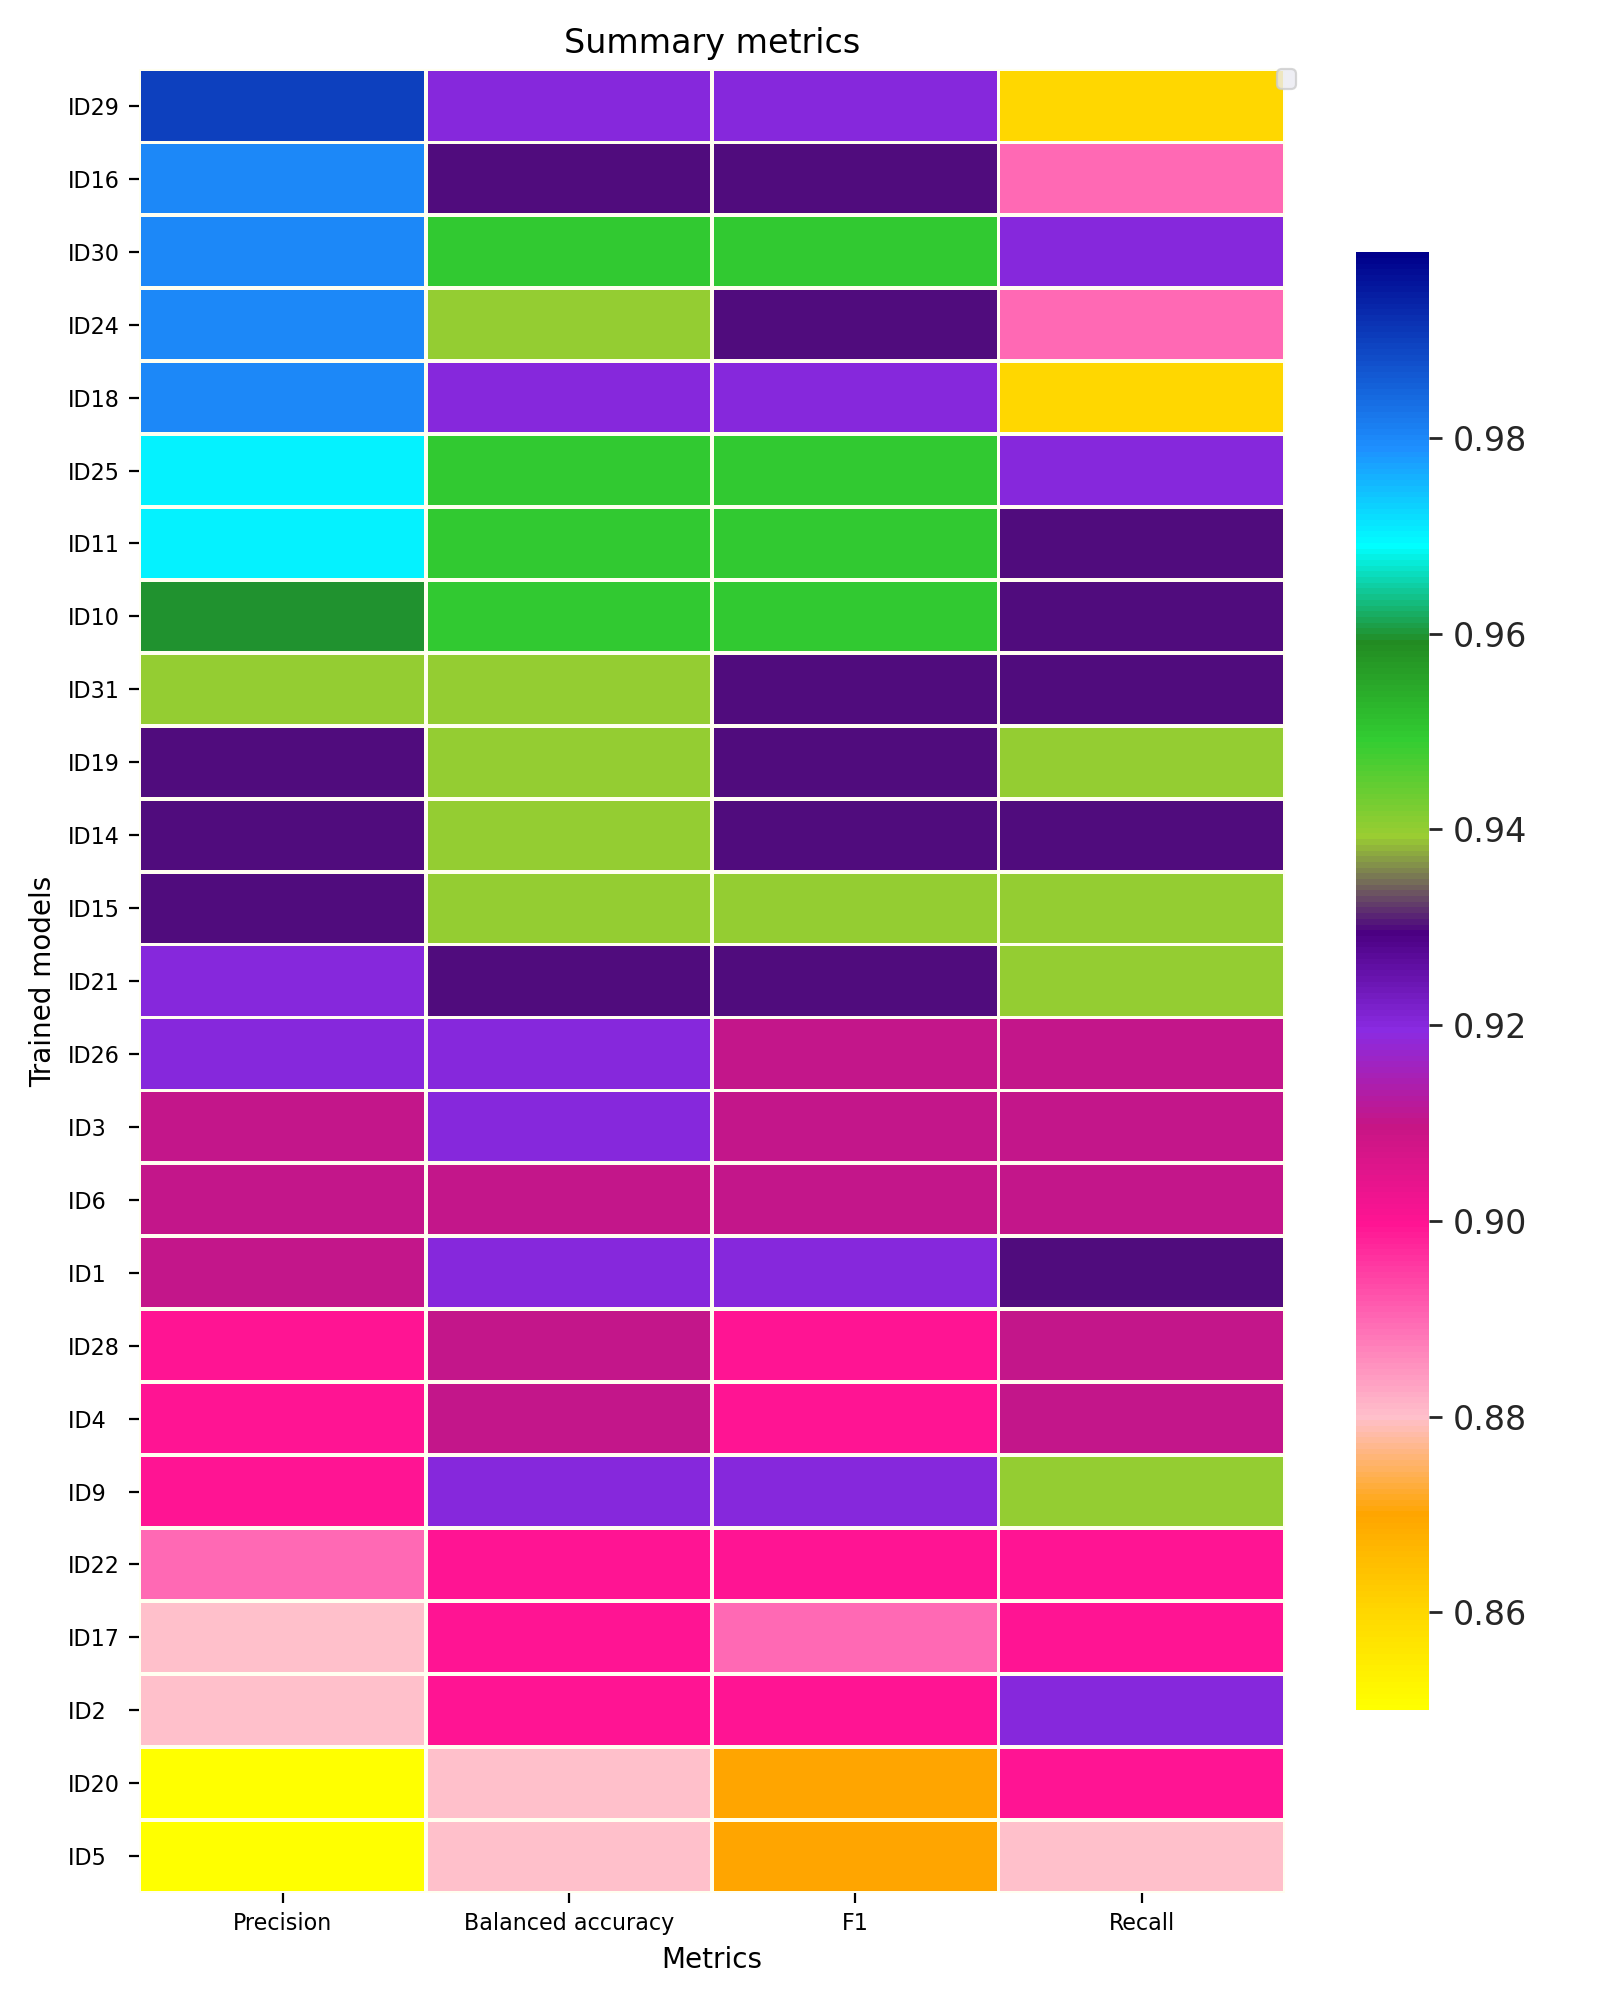 Summary metrics
ID29
ID16
ID30
ID24
ID18
ID25
ID11
ID10
ID31
ID19
ID14
ID15
ID21
ID26
ID3
ID6
ID1
ID28
ID4
ID9
ID22
ID17
ID2
ID20
ID5
Trained models
Precision Balanced accuracy F1 Recall
Metrics
0.98
0.96
0.94
0.92
0.90
0.88
0.86